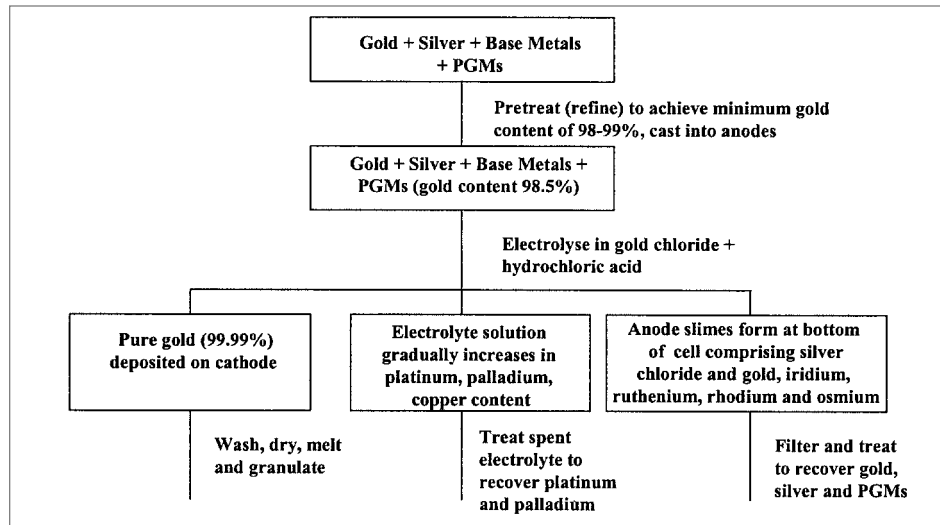 Gold + Silver + Base Metals
+ PGMs
Pretreat (refine) to achieve minimum gold
content of 98-99%, cast into anodes
Gold + Silver + Base Metals +
PGMs (gold content 98.5%)
Electrolyse in gold chloride +
hydrochloric acid
Pure gold (99.99%)
deposited on cathode
Electrolyte solution
gradually increases in
platinum, palladium,
copper content
Anode slimes form at bottom
of cell comprising silver
chloride and gold, iridium,
ruthenium, rhodium and osmium
Wash, dry, melt
and granulate
Treat spent
electrolyte to
recover platinum
and palladium
Filter and treat
to recover gold,
silver and PGMs